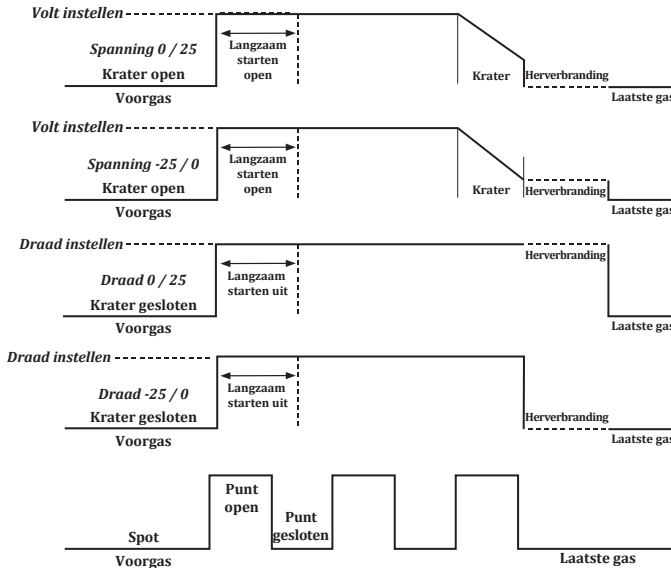 Volt instellen
Spanning 0 / 25
Krater open
Voorgas
Langzaam
starten
open
Krater
Herverbranding
Laatste gas
Volt instellen
Spanning -25 / 0
Krater open
Voorgas
Langzaam
starten
open
Krater
Herverbranding
Laatste gas
Draad instellen
Draad 0 / 25
Krater gesloten
Voorgas
Langzaam
starten uit
Herverbranding
Laatste gas
Draad instellen
Draad -25 / 0
Krater gesloten
Voorgas
Langzaam
starten uit
Herverbranding
Laatste gas
Spot
Voorgas
Punt
open
Punt
gesloten
Laatste gas